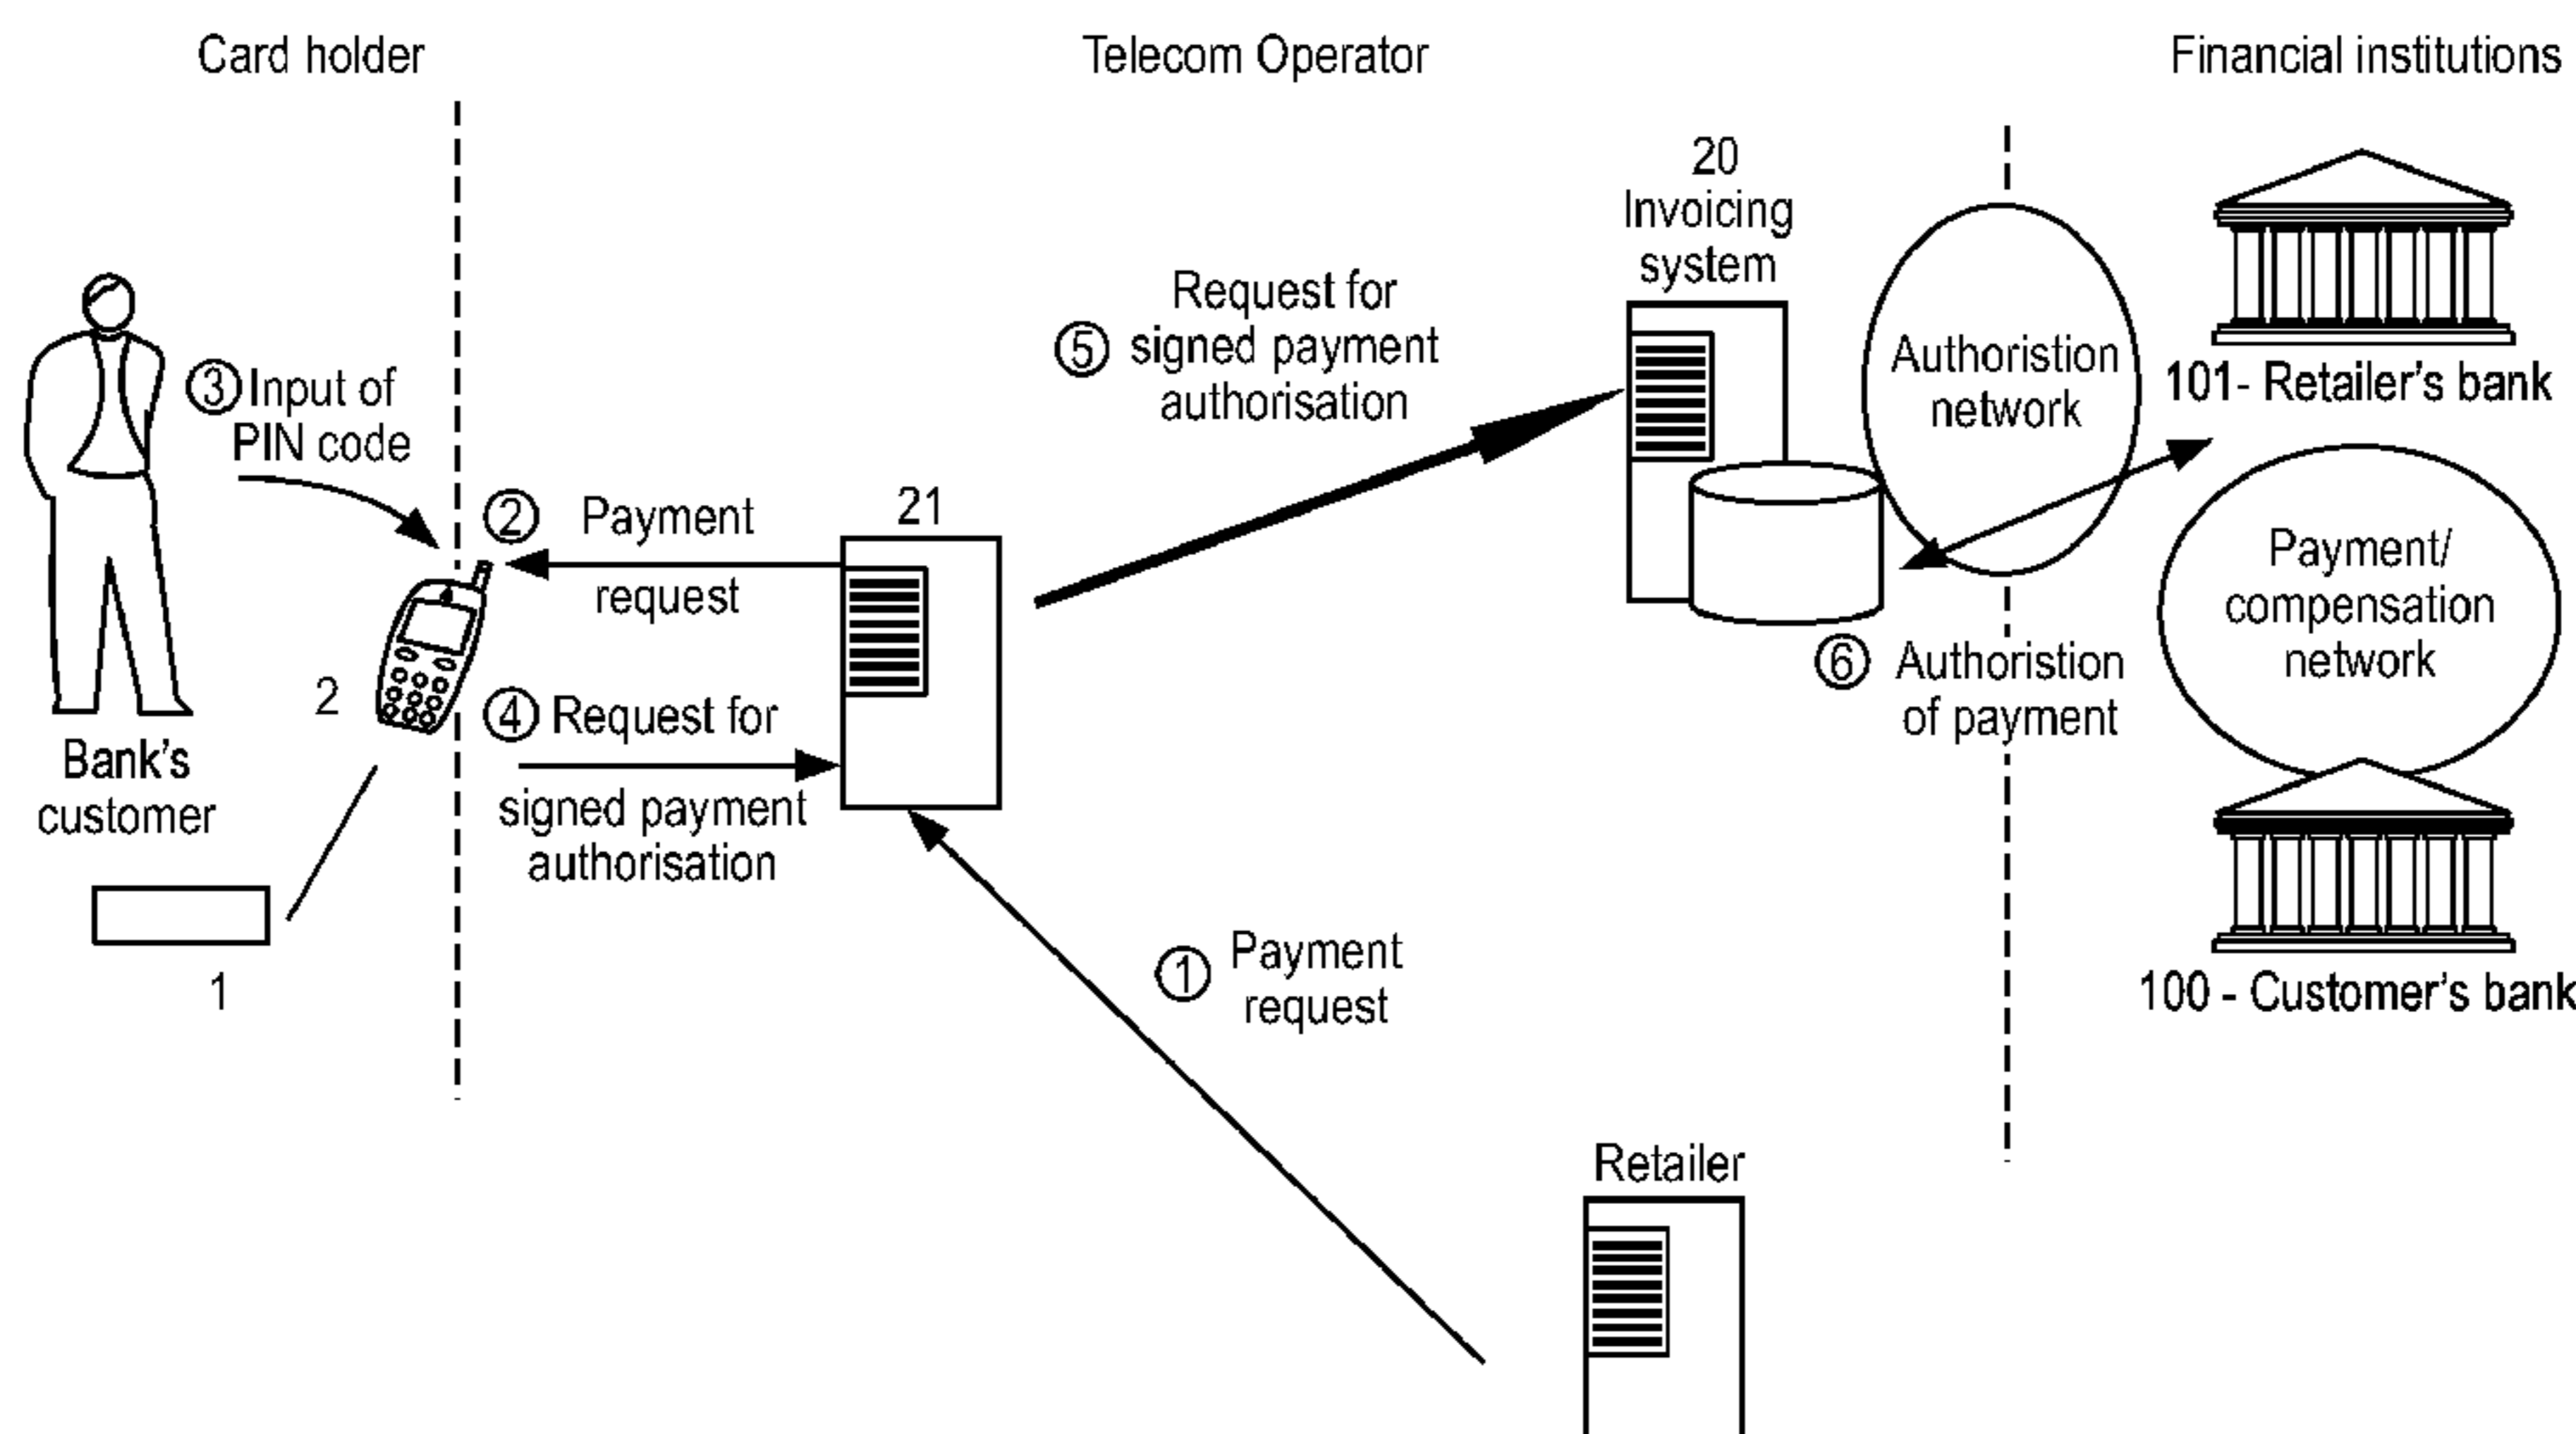 Card holder
Telecom Operator
Financial institutions
20
Invoicing
system
Authoristion
network
101- Retailer's bank
Request for
⑤ signed payment
authorisation
③ Input of
PIN code
② Payment
request
21
2
④ Request for
signed payment
authorisation
Bank's
customer
1
⑥ Authoristion
of payment
Payment/
compensation
network
100 - Customer's bank
① Payment
request
Retailer